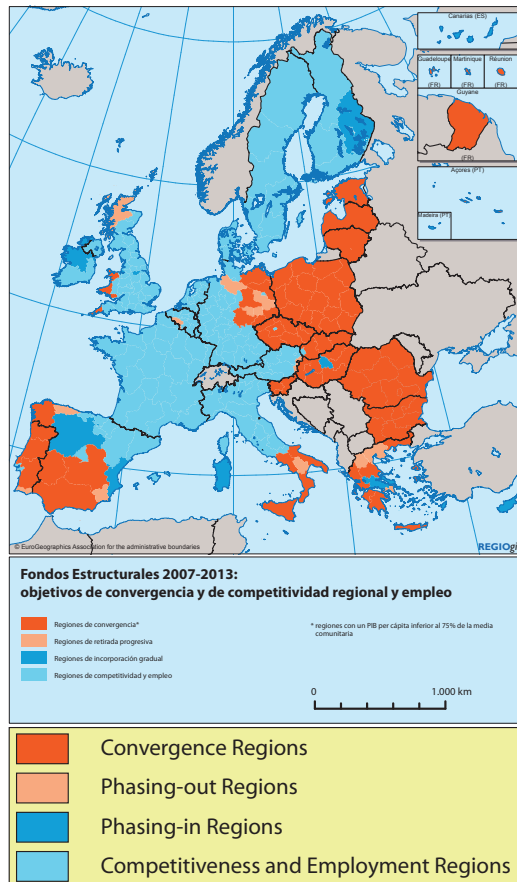 Canarias (ES)
Guadeloupe Martinique Réunion
(FR) (FR) (FR)
Guyane
(FR)
Açores (PT)
Madeira (PT)
© EuroGeographics Association for the administrative boundaries
REGIOgi
Fondos Estructurales 2007-2013:
objetivos de convergencia y de competitividad regional y empleo
Regiones de convergencia*
Regiones de retirada progresiva
Regiones de incorporación gradual
Regiones de competitividad y empleo
* regiones con un PIB per cápita inferior al 75% de la media
comunitaria
0 1.000 km
Convergence Regions
Phasing-out Regions
Phasing-in Regions
Competitiveness and Employment Regions